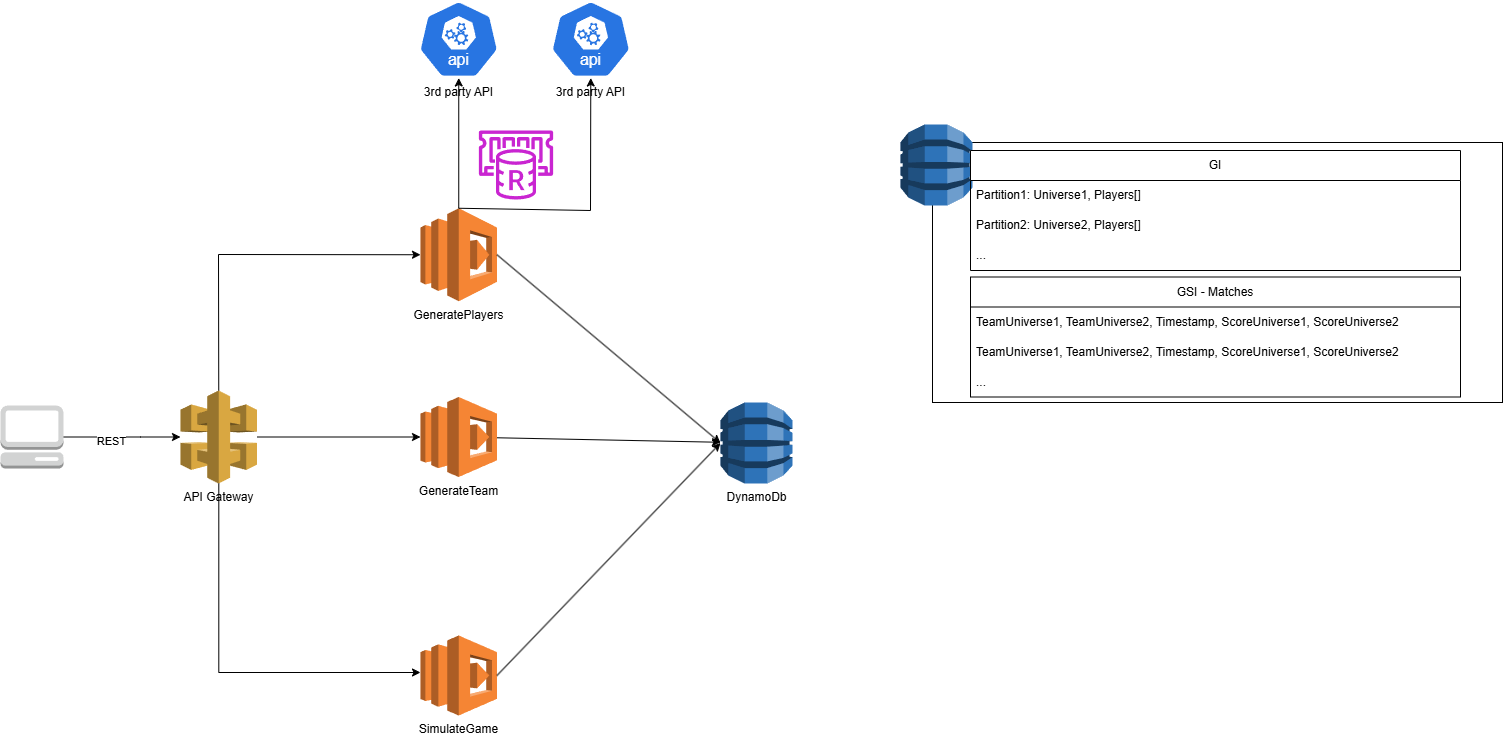 api
api
3rd party API
3rd party API
R
GI
Partition1: Universe1, Players[]
Partition2: Universe2, Players[]
...
GSI - Matches
TeamUniverse1, TeamUniverse2, Timestamp, ScoreUniverse1, ScoreUniverse2
TeamUniverse1, TeamUniverse2, Timestamp, ScoreUniverse1, ScoreUniverse2
...
GeneratePlayers
REST
API Gateway
GenerateTeam
DynamoDb
SimulateGame